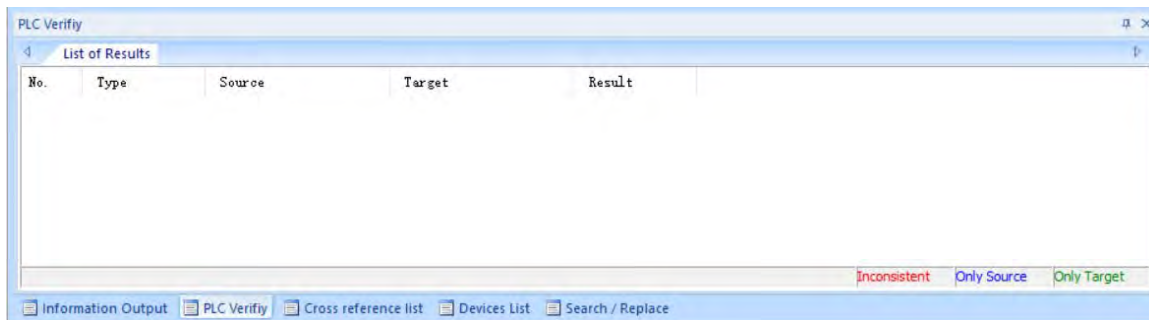 PLC Verifiy
List of Results
No. Type Source Target Result
Inconsistent Only Source Only Target
Information Output PLC Verifiy Cross reference list Devices List Search / Replace